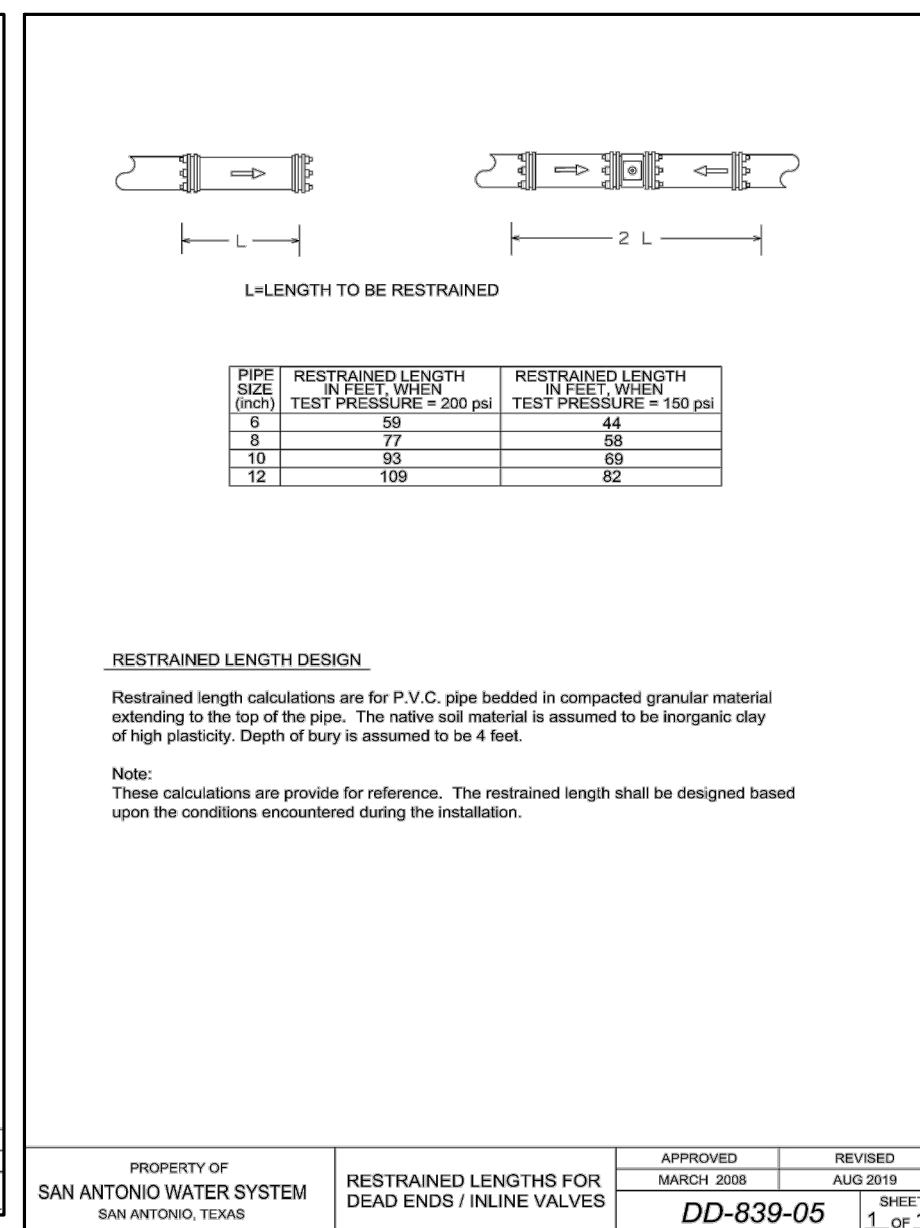 L
2 L
L=LENGTH TO BE RESTRAINED
PIPE SIZE (inch) RESTRAINED LENGTH IN FEET, WHEN TEST PRESSURE = 200 psi RESTRAINED LENGTH IN FEET, WHEN TEST PRESSURE = 150 psi
6 59 44
8 77 58
10 93 69
12 109 82
RESTRAINED LENGTH DESIGN
Restrained length calculations are for P.V.C. pipe bedded in compacted granular material
extending to the top of the pipe. The native soil material is assumed to be inorganic clay
of high plasticity. Depth of bury is assumed to be 4 feet.
Note:
These calculations are provide for reference. The restrained length shall be designed based
upon the conditions encountered during the installation.
PROPERTY OF
SAN ANTONIO WATER SYSTEM
SAN ANTONIO, TEXAS
RESTRAINED LENGTHS FOR
DEAD ENDS / INLINE VALVES
APPROVED REVISED
MARCH 2008 AUG 2019
DD-839-05
SHEET
1 OF